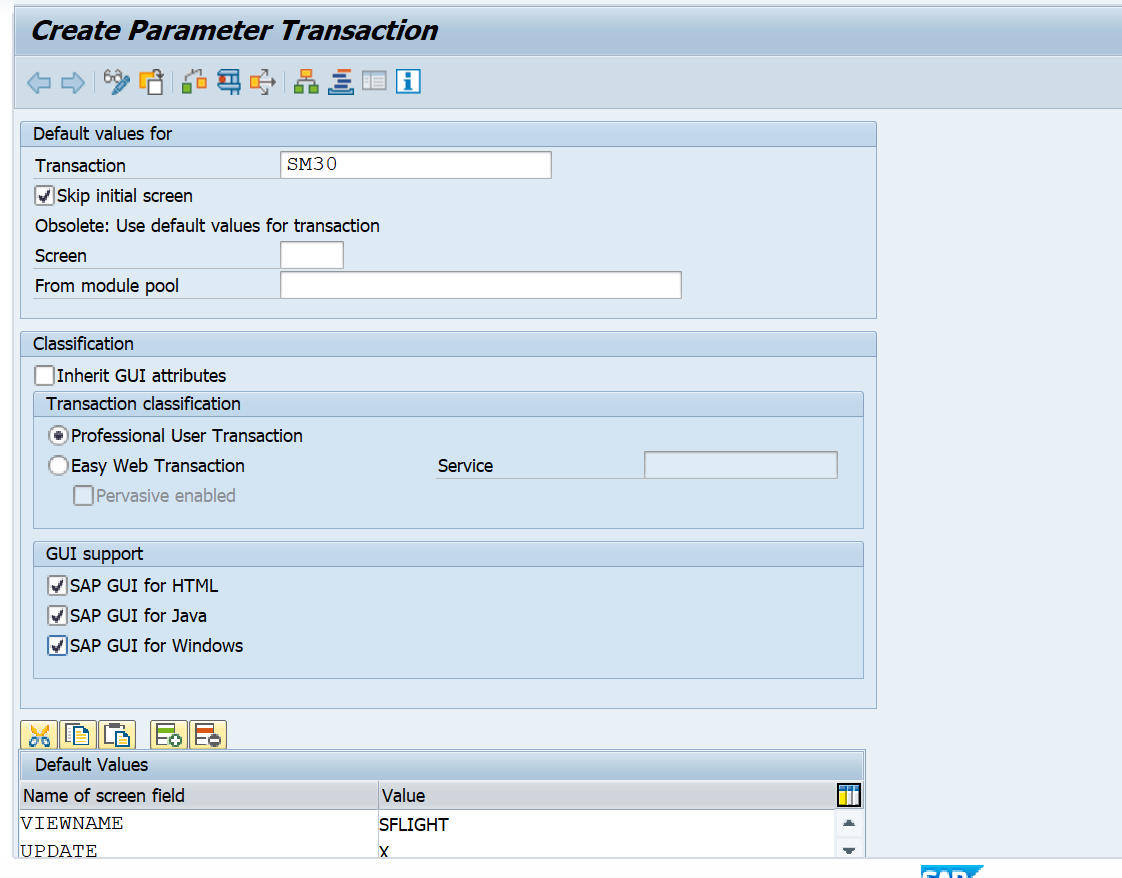 Create Parameter Transaction
Default values for
Transaction SM30
Skip initial screen
Obsolete: Use default values for transaction
Screen
From module pool
Classification
Inherit GUI attributes
Transaction classification
Professional User Transaction
Easy Web Transaction Service
Pervasive enabled
GUI support
SAP GUI for HTML
SAP GUI for Java
SAP GUI for Windows
Default Values
Name of screen field Value
VIEWNAME SFLIGHT
UPDATE X
SAP